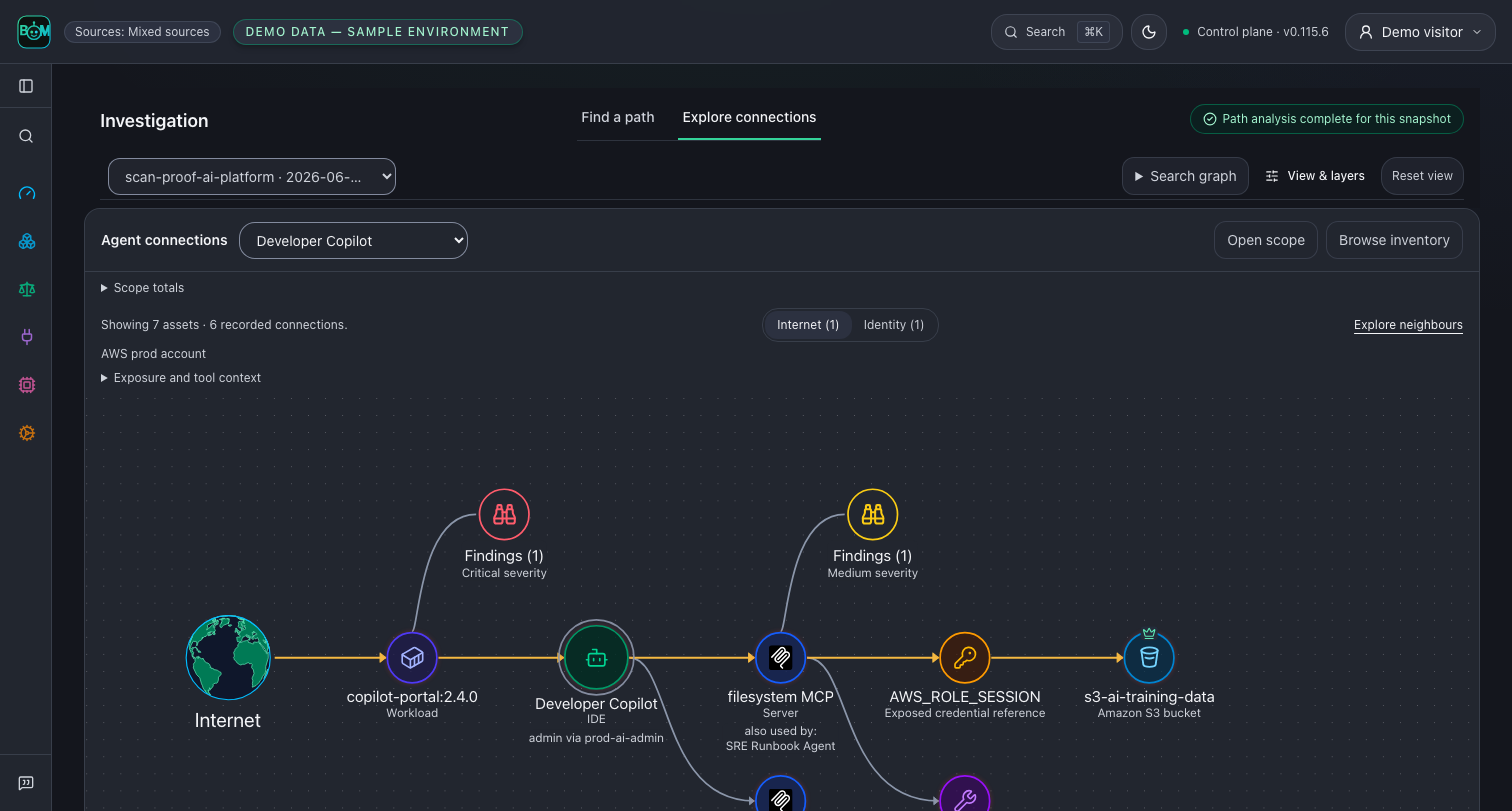 BOM
Sources: Mixed sources
DEMO DATA — SAMPLE ENVIRONMENT
Search
⌘K
Control plane · v0.115.6
Demo visitor
Investigation
Find a path
Explore connections
Path analysis complete for this snapshot
scan-proof-ai-platform · 2026-06-...
Search graph
View & layers
Reset view
Agent connections
Developer Copilot
Open scope
Browse inventory
Scope totals
Showing 7 assets · 6 recorded connections.
Internet (1)
Identity (1)
Explore neighbours
AWS prod account
Exposure and tool context
Findings (1)
Critical severity
Findings (1)
Medium severity
Internet
copilot-portal:2.4.0
Workload
Developer Copilot
IDE
admin via prod-ai-admin
filesystem MCP
Server
also used by:
SRE Runbook Agent
AWS_ROLE_SESSION
Exposed credential reference
s3-ai-training-data
Amazon S3 bucket